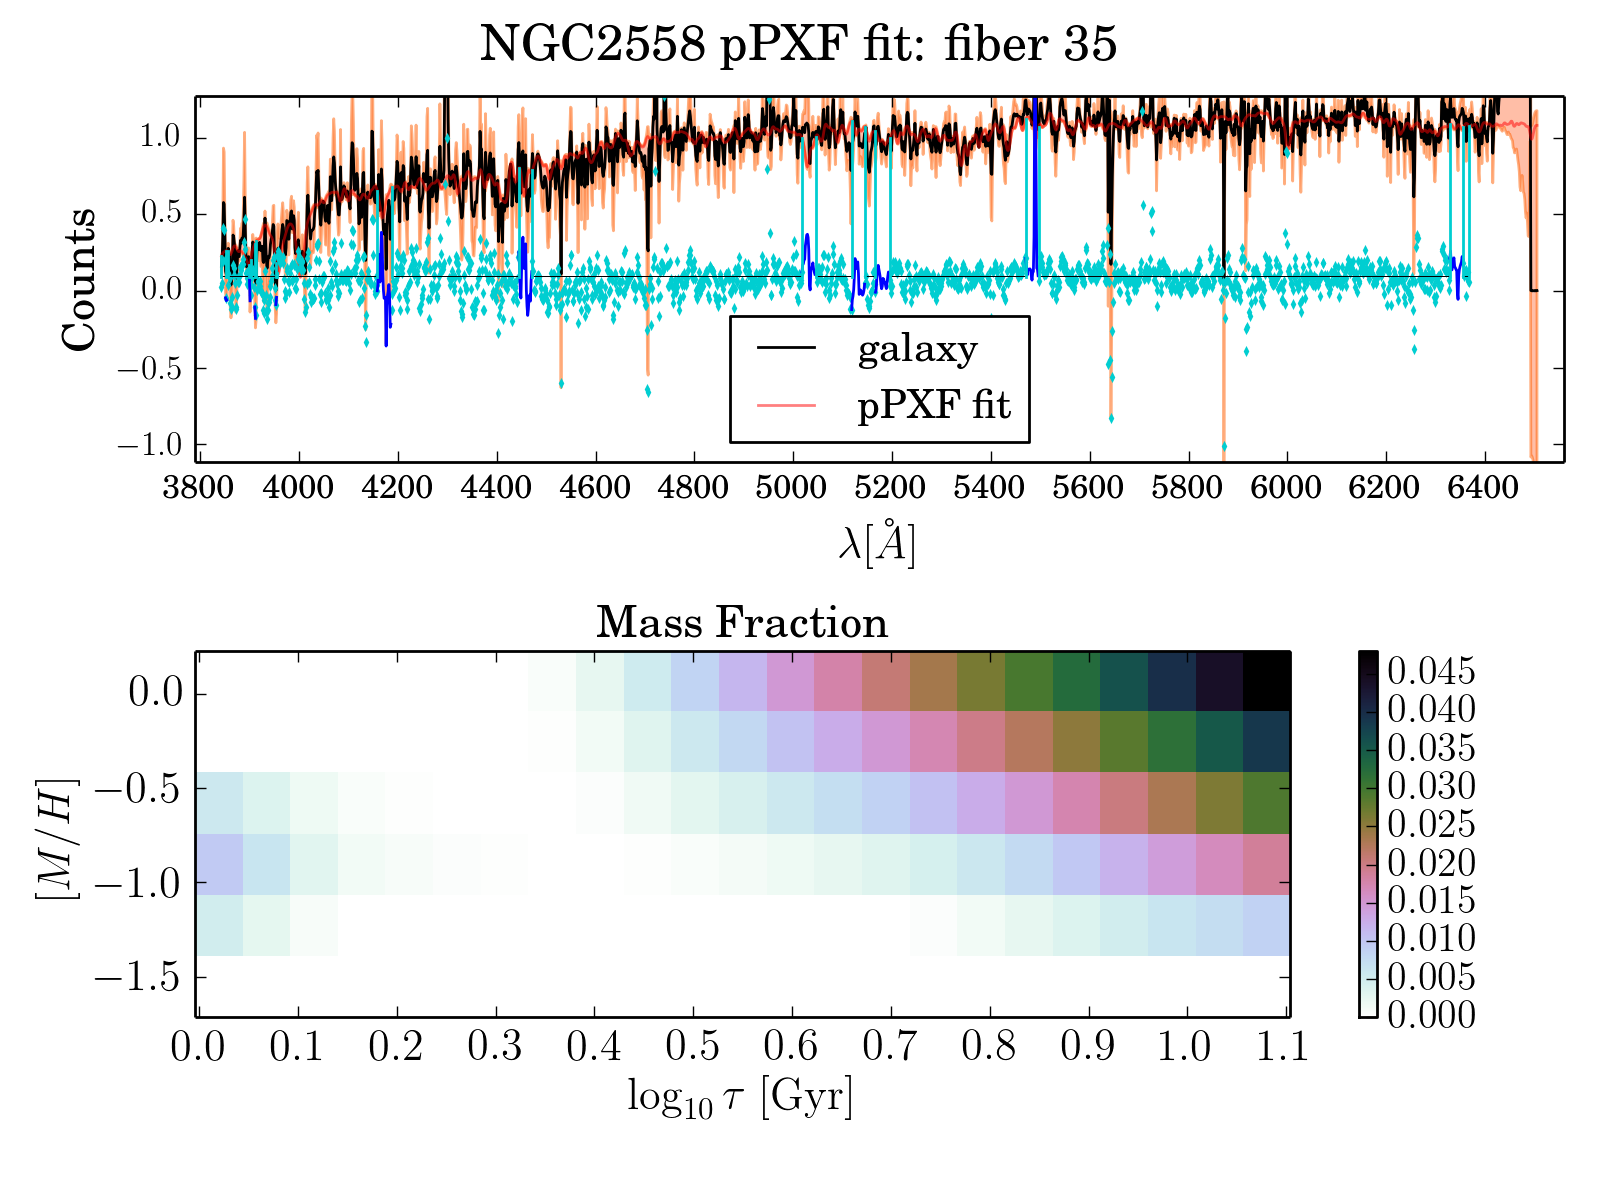 NGC2558 pPXF fit: fiber 35
Counts
1.0
0.5
0.0
−0.5
−1.0
galaxy
pPXF fit
3800 4000 4200 4400 4600 4800 5000 5200 5400 5600 5800 6000 6200 6400
λ[Å]
Mass Fraction
[M/H]
0.0
−0.5
−1.0
−1.5
0.0 0.1 0.2 0.3 0.4 0.5 0.6 0.7 0.8 0.9 1.0 1.1
log₁₀ τ [Gyr]
0.045
0.040
0.035
0.030
0.025
0.020
0.015
0.010
0.005
0.000